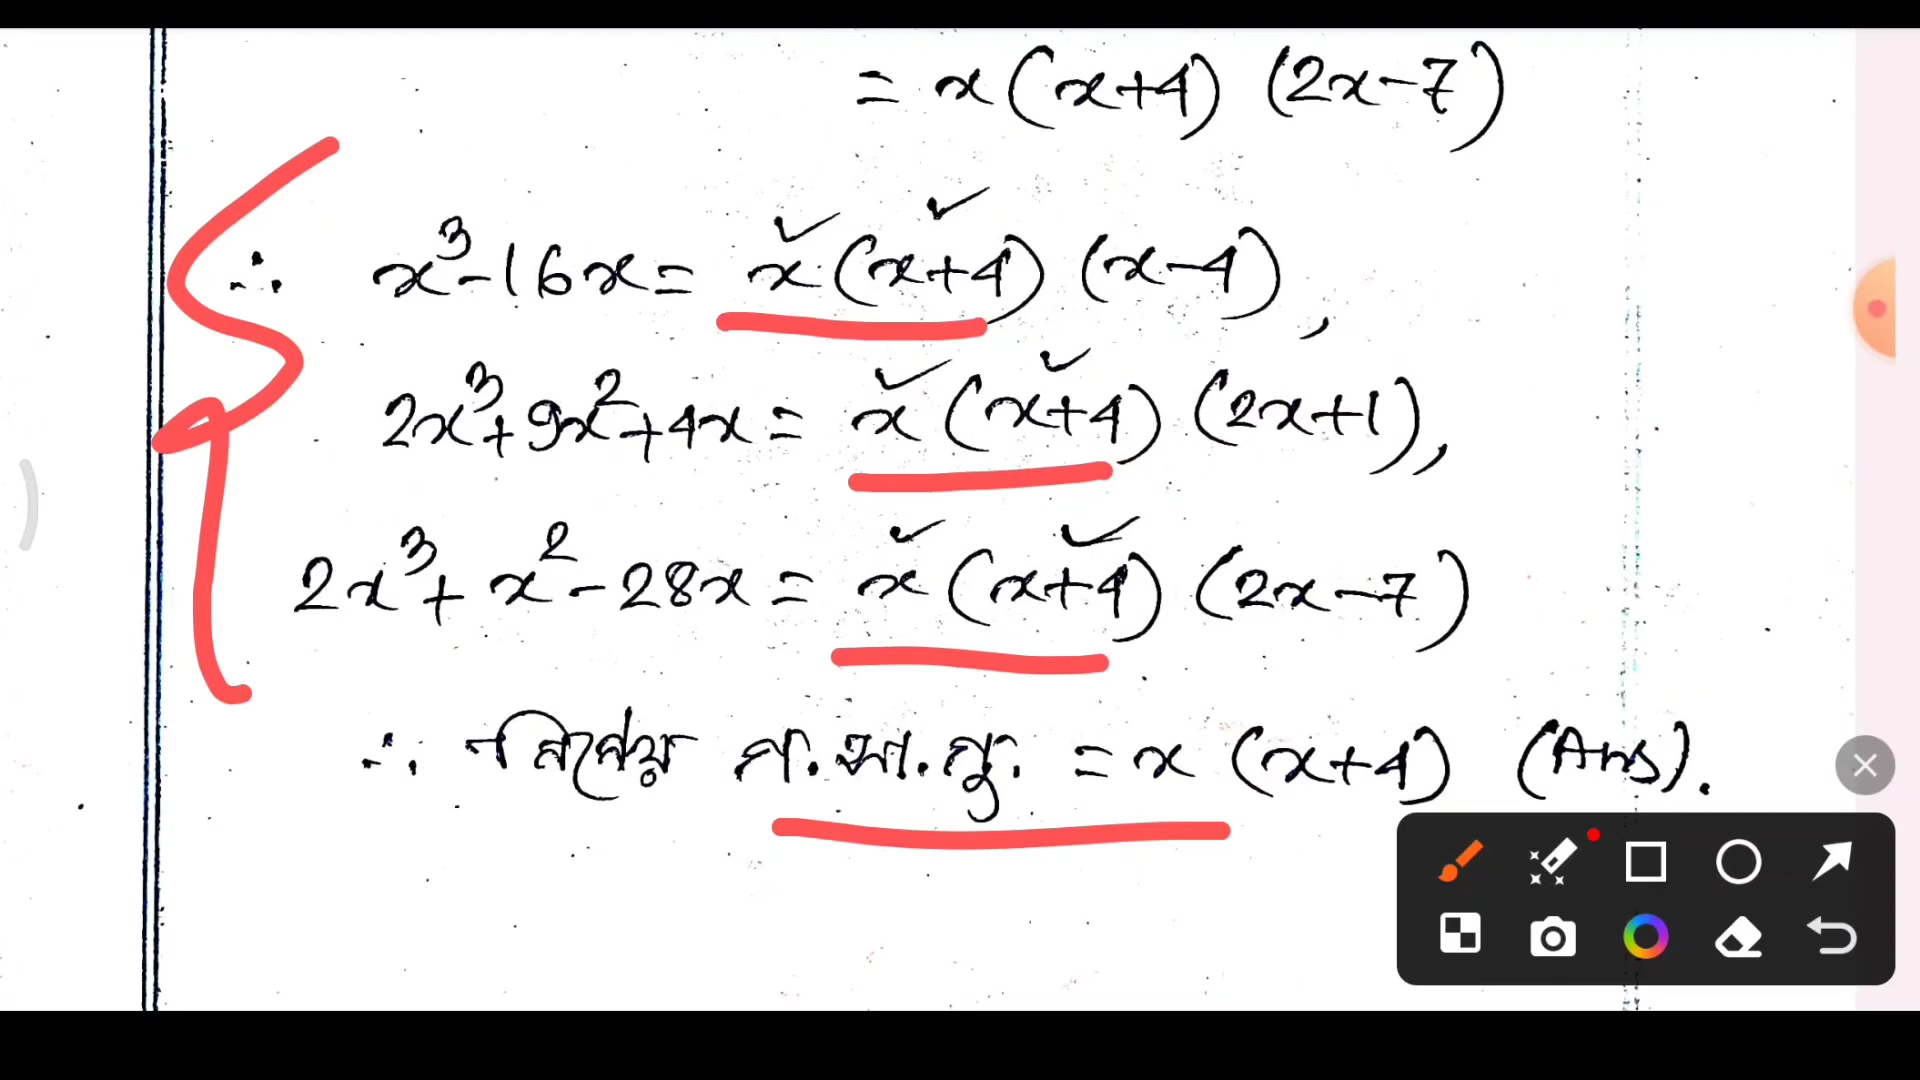 = x(x+4) (2x-7)
∴ x³-16x = x(x+4) (x-4),
2x³+9x²+4x = x(x+4) (2x+1),
2x³+x²-28x = x(x+4) (2x-7)
∴ নির্ণেয় গ.সা.গু. = x(x+4) (Ans).